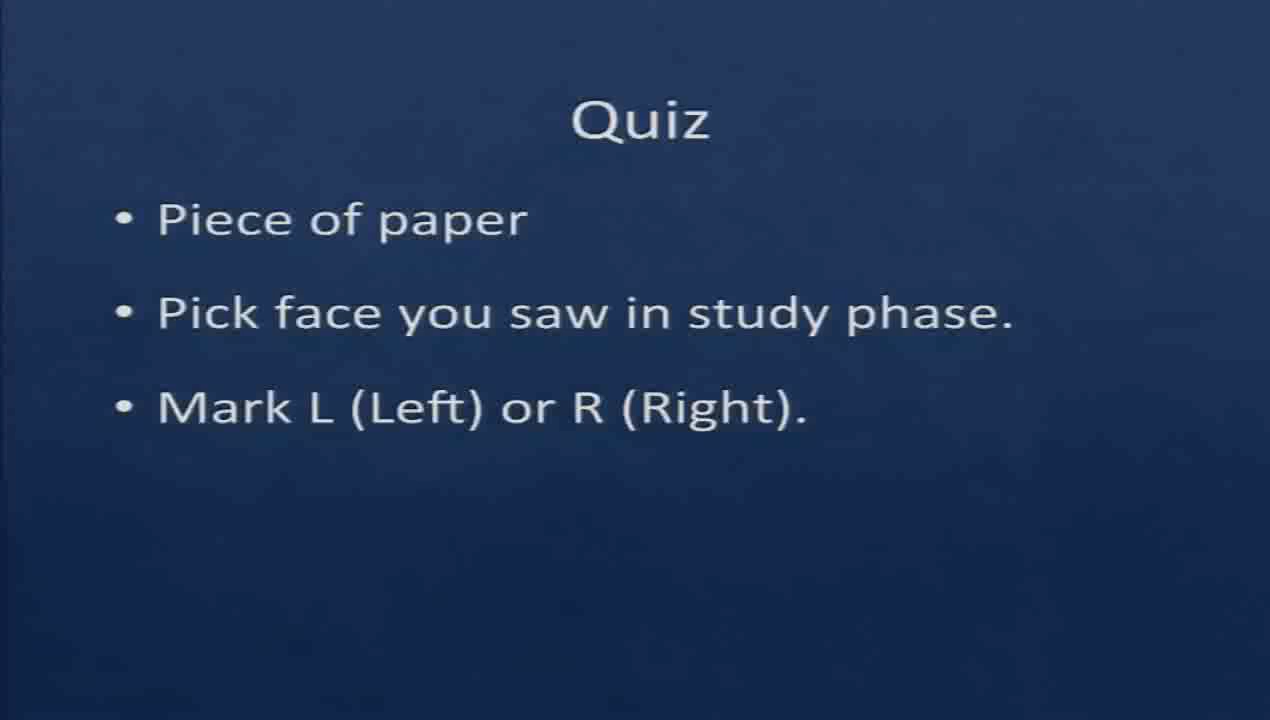 Quiz
• Piece of paper
• Pick face you saw in study phase.
• Mark L (Left) or R (Right).